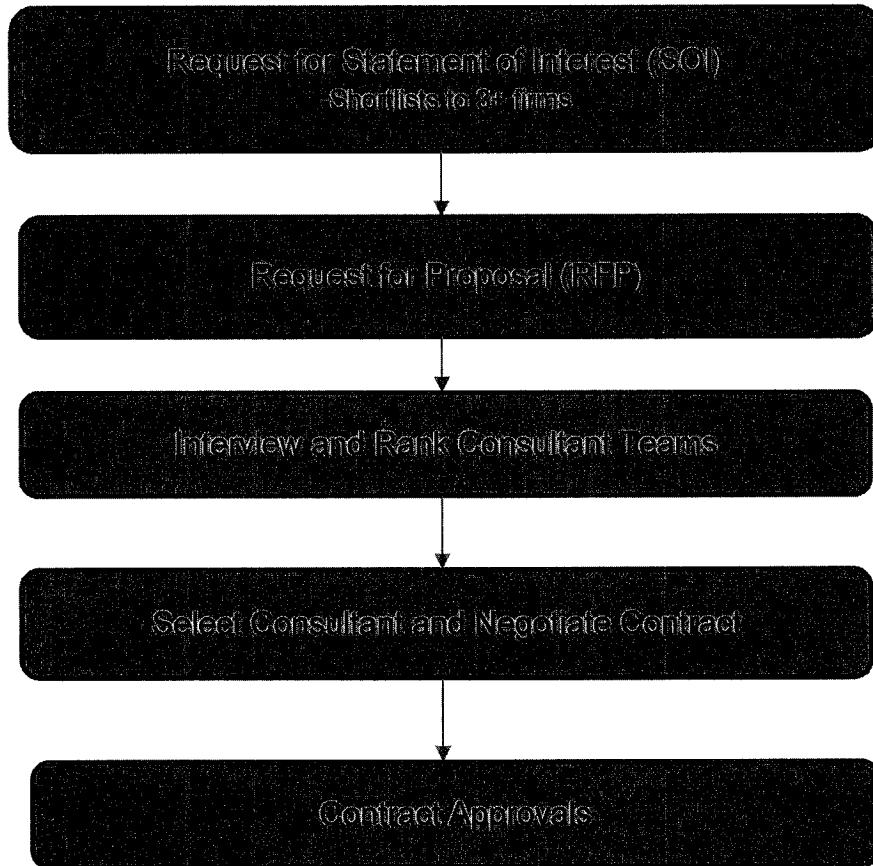 Request for Statement of Interest (SOI)
-Shortlists to 3+ firms
Request for Proposal (RFP)
Interview and Rank Consultant Teams
Select Consultant and Negotiate Contract
Contract Approvals